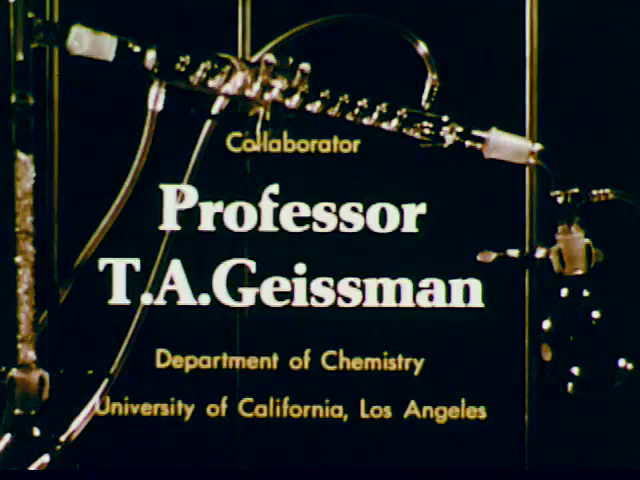 Collaborator
Professor
T.A.Geissman
Department of Chemistry
University of California, Los Angeles